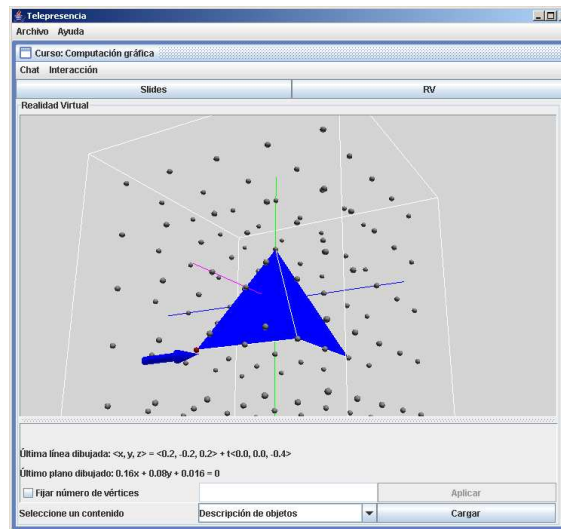 Telepresencia
Archivo Ayuda
Curso: Computación gráfica
Chat Interacción
Slides RV
Realidad Virtual
Última línea dibujada: <x, y, z> = <0.2, -0.2, 0.2> + t<0.0, 0.0, -0.4>
Último plano dibujado: 0.16x + 0.08y + 0.016 = 0
Fijar número de vértices Aplicar
Seleccione un contenido Descripción de objetos Cargar